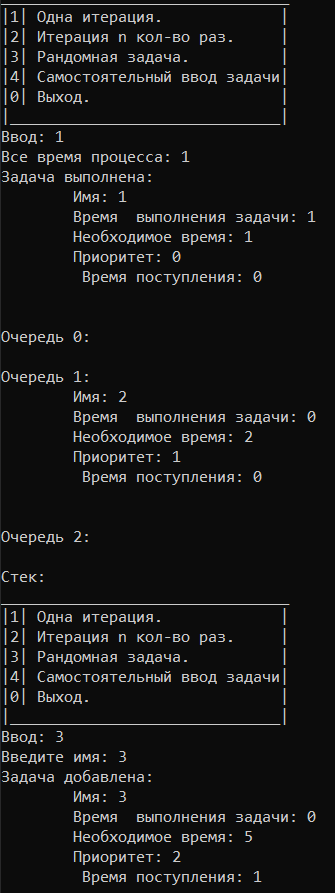 |1| Одна итерация. |
|2| Итерация n кол-во раз. |
|3| Рандомная задача. |
|4| Самостоятельный ввод задачи|
|0| Выход. |
|______________________________|
Ввод: 1
Все время процесса: 1
Задача выполнена:
Имя: 1
Время  выполнения задачи: 1
Необходимое время: 1
Приоритет: 0
Время поступления: 0
Очередь 0:
Очередь 1:
Имя: 2
Время  выполнения задачи: 0
Необходимое время: 2
Приоритет: 1
Время поступления: 0
Очередь 2:
Стек:
________________________________
|1| Одна итерация. |
|2| Итерация n кол-во раз. |
|3| Рандомная задача. |
|4| Самостоятельный ввод задачи|
|0| Выход. |
|______________________________|
Ввод: 3
Введите имя: 3
Задача добавлена:
Имя: 3
Время  выполнения задачи: 0
Необходимое время: 5
Приоритет: 2
Время поступления: 1